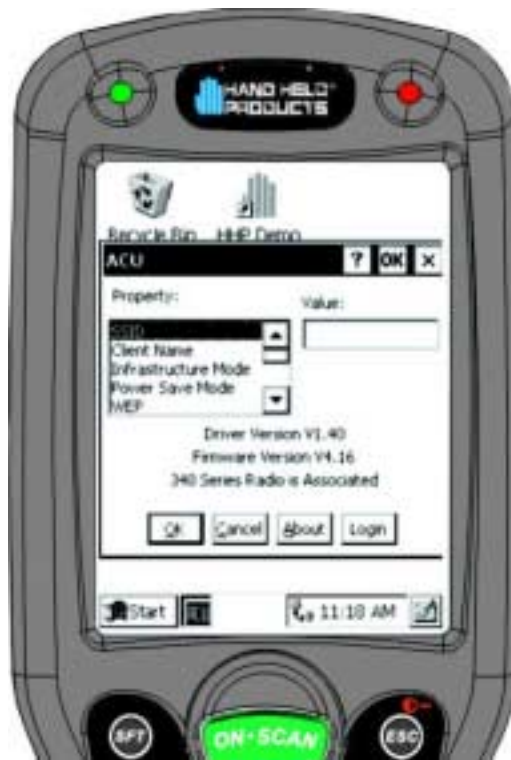 HAND HELD
PRODUCTS
Recycle Bin HHP Demo
ACU ? OK ×
Property: Value:
SSID
Client Name
Infrastructure Mode
Power Save Mode
WEP
Driver Version V1.40
Firmware Version V4.16
340 Series Radio is Associated
Ok Cancel About Login
Start 11:18 AM
SFT ON•SCAN ESC